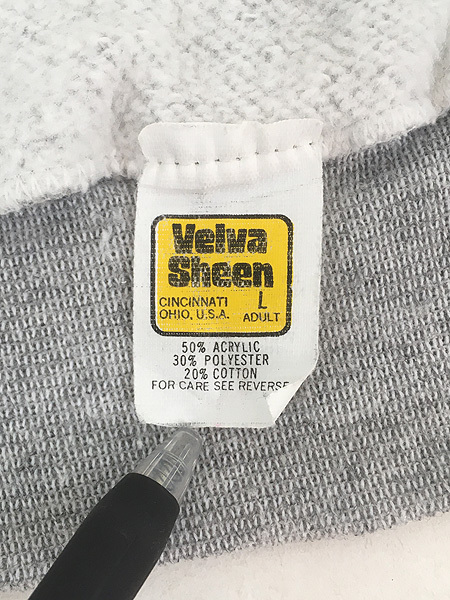 Velva
Sheen
CINCINNATI L
OHIO, U.S.A. ADULT
50% ACRYLIC
30% POLYESTER
20% COTTON
FOR CARE SEE REVERSE